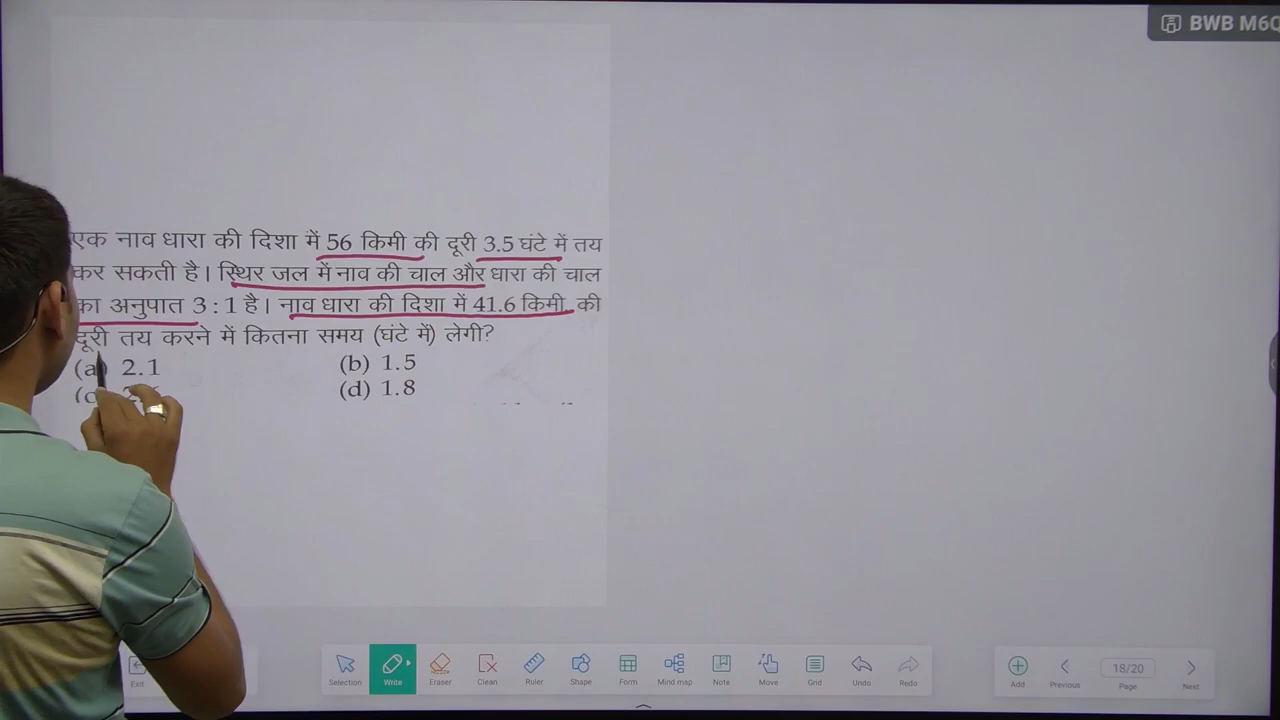 BWB M6Q
एक नाव धारा की दिशा में 56 किमी की दूरी 3.5 घंटे में तय
कर सकती है। स्थिर जल में नाव की चाल और धारा की चाल
का अनुपात 3 : 1 है। नाव धारा की दिशा में 41.6 किमी की
दूरी तय करने में कितना समय (घंटे में) लेगी?
(a) 2.1 (b) 1.5
(d) 1.8
Exit Selection Write Eraser Clean Ruler Shape Form Mind map Note Move Grid Undo Redo Add Previous 18/20 Page Next